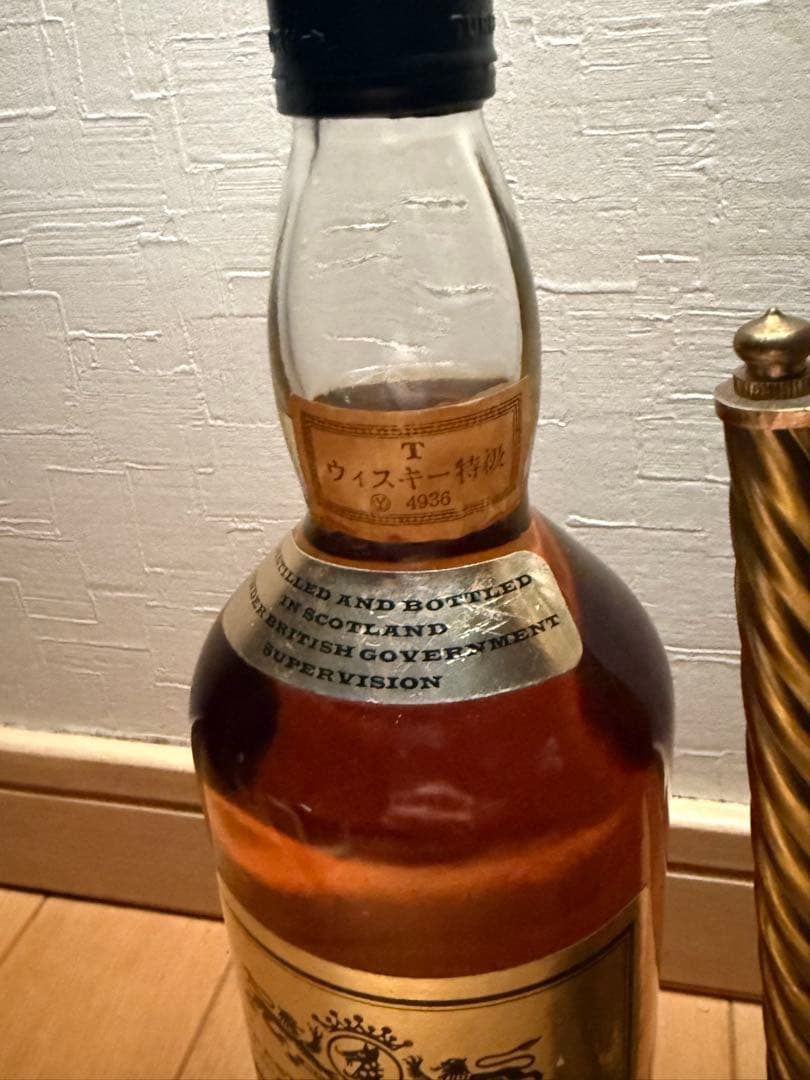 T
ウィスキー特級
Ⓨ 4936
DISTILLED AND BOTTLED
IN SCOTLAND
UNDER BRITISH GOVERNMENT
SUPERVISION